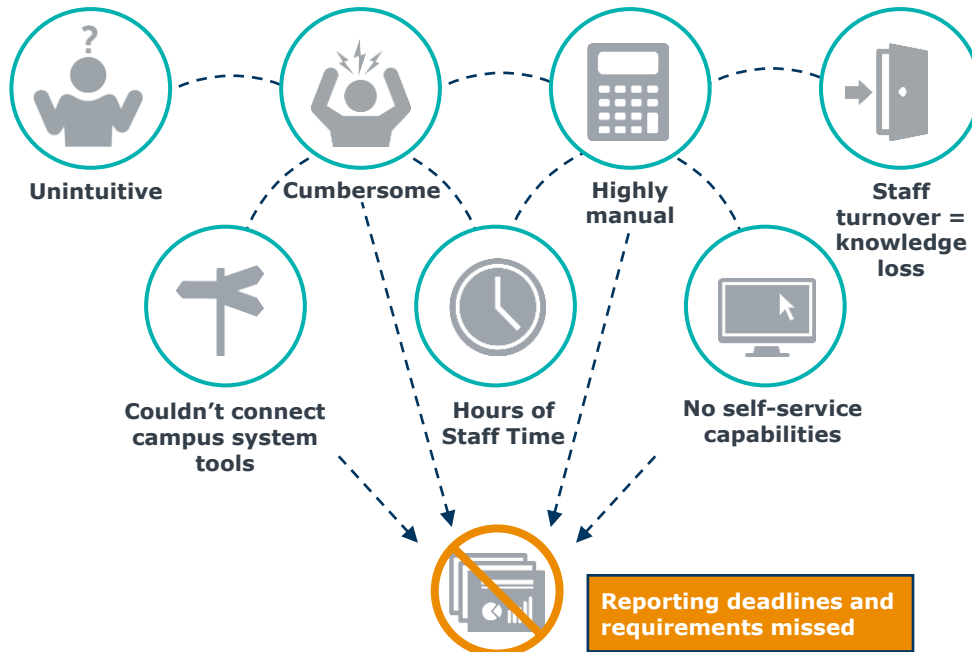 ?
Unintuitive
Cumbersome
Highly
manual
Staff
turnover =
knowledge
loss
Couldn’t connect
campus system
tools
Hours of
Staff Time
No self-service
capabilities
Reporting deadlines and
requirements missed